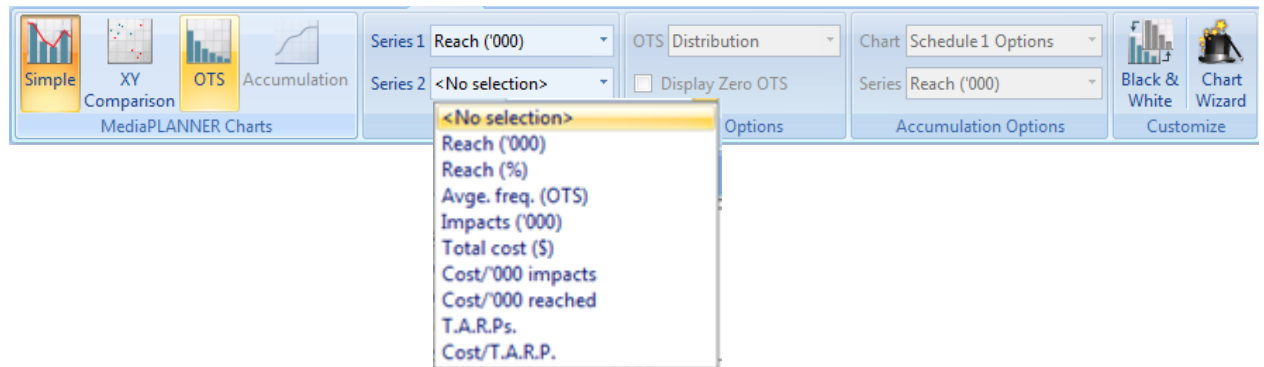 Simple
XY
Comparison
OTS
Accumulation
MediaPLANNER Charts
Series 1 Reach ('000)
Series 2 <No selection>
<No selection>
Reach ('000)
Reach (%)
Avge. freq. (OTS)
Impacts ('000)
Total cost ($)
Cost/'000 impacts
Cost/'000 reached
T.A.R.Ps.
Cost/T.A.R.P.
OTS Distribution
Display Zero OTS
Options
Chart Schedule 1 Options
Series Reach ('000)
Accumulation Options
Black &
White
Chart
Wizard
Customize